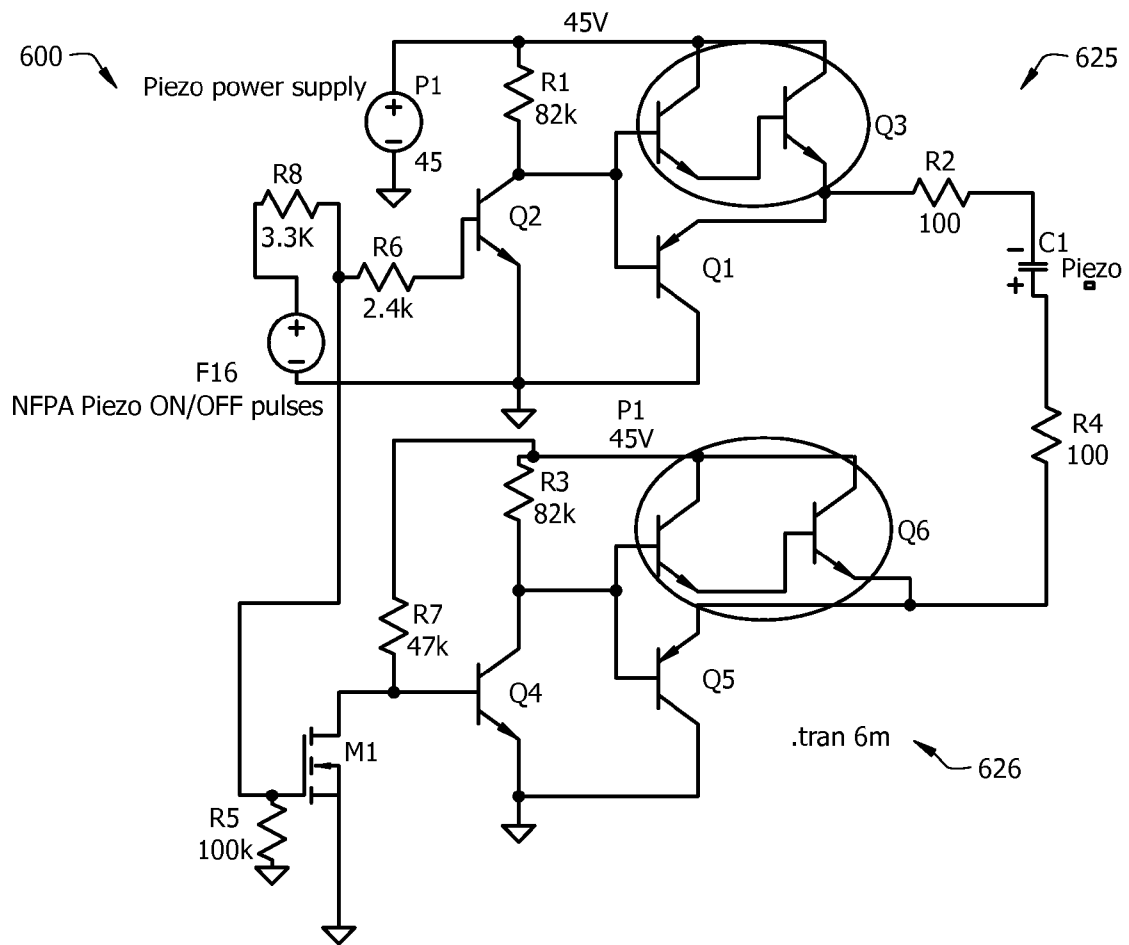 600
45V
625
Piezo power supply
P1
45
R1
82k
Q3
R8
3.3K
R6
2.4k
Q2
Q1
R2
100
C1
Piezo
F16
NFPA Piezo ON/OFF pulses
P1
45V
R4
100
R3
82k
Q6
R7
47k
Q4
Q5
.tran 6m
626
M1
R5
100k